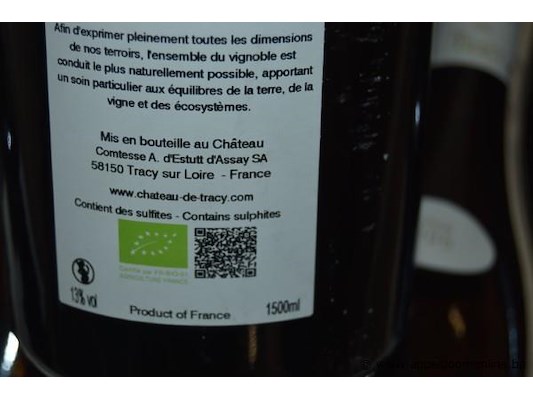 Afin d'exprimer pleinement toutes les dimensions
de nos terroirs, l'ensemble du vignoble est
conduit le plus naturellement possible, apportant
un soin particulier aux équilibres de la terre, de la
vigne et des écosystèmes.
Mis en bouteille au Château
Comtesse A. d'Estutt d'Assay SA
58150 Tracy sur Loire - France
www.chateau-de-tracy.com
Contient des sulfites - Contains sulphites
AGRICULTURE FRANCE
13% vol
Product of France
1500ml